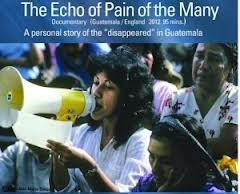 The Echo of Pain of the Many
Documentary (Guatemala / England 2012, 95 mins.)
A personal story of the "disappeared" in Guatemala